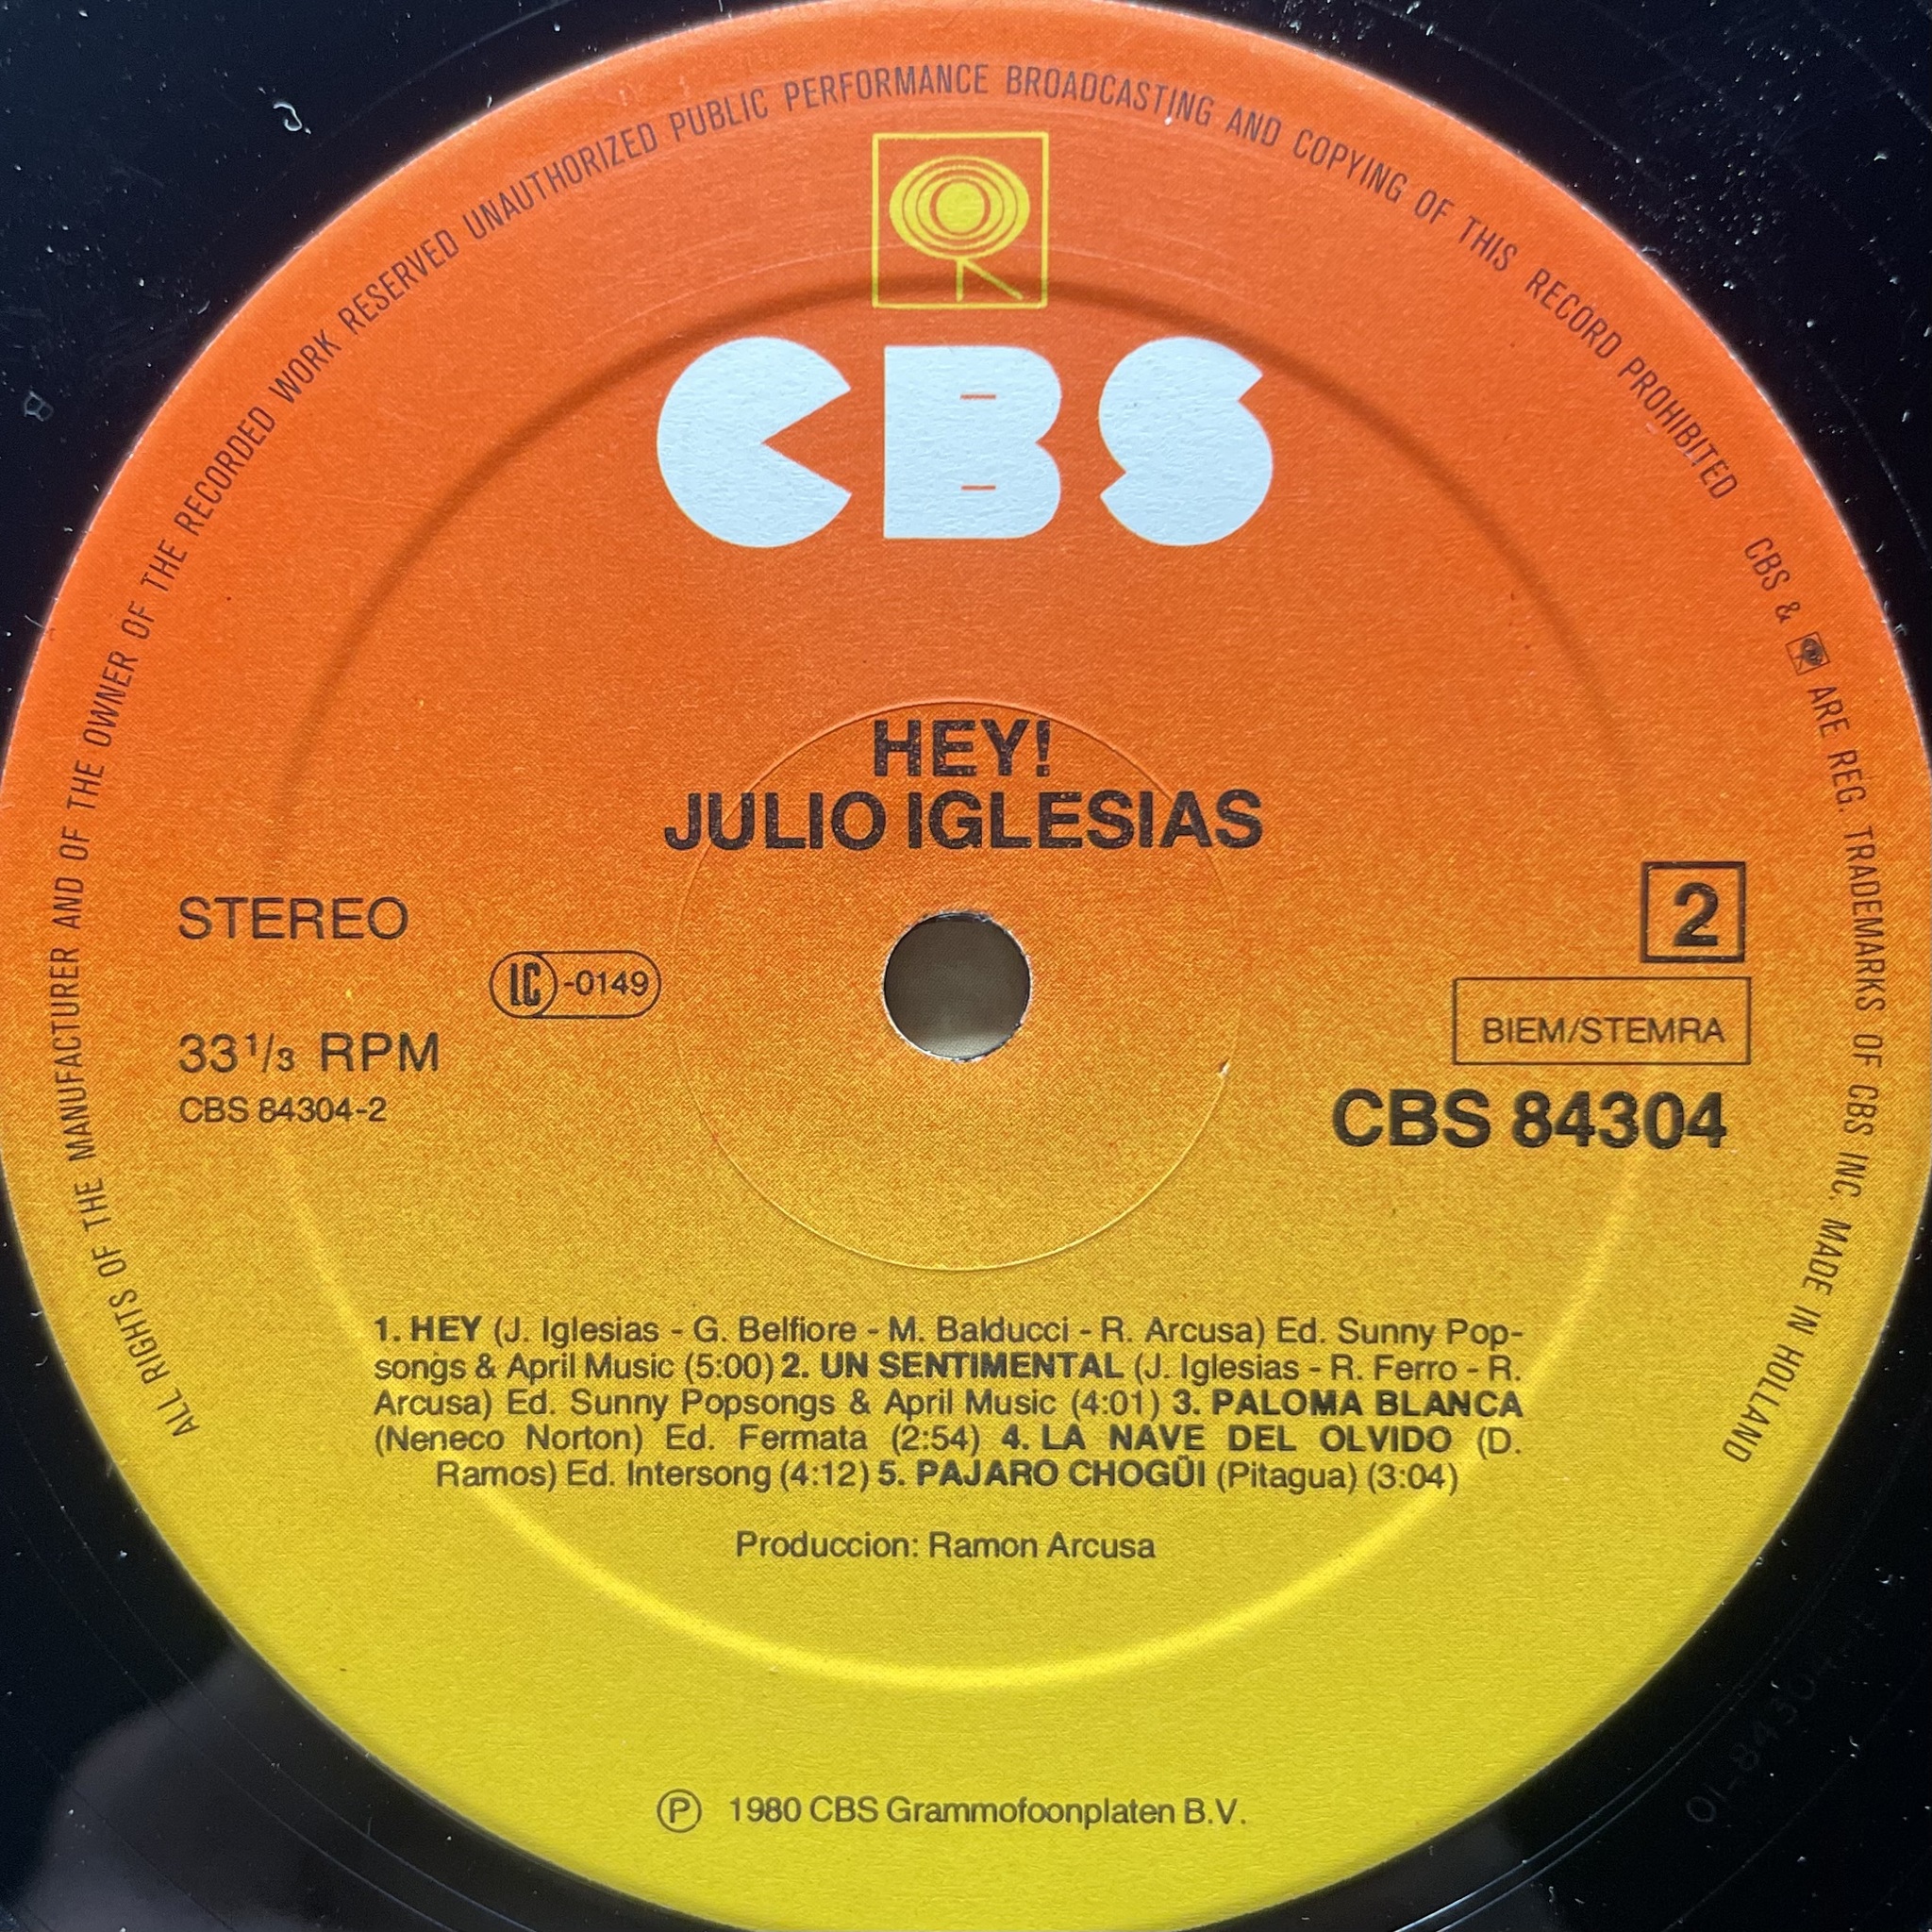 ALL RIGHTS OF THE MANUFACTURER AND OF THE OWNER OF THE RECORDED WORK RESERVED UNAUTHORIZED PUBLIC PERFORMANCE BROADCASTING AND COPYING OF THIS RECORD PROHIBITED CBS & ARE REG. TRADEMARKS OF CBS INC. MADE IN HOLLAND
CBS
HEY!
JULIO IGLESIAS
STEREO
2
LC-0149
BIEM/STEMRA
33 1/3 RPM
CBS 84304-2
CBS 84304
1. HEY (J. Iglesias - G. Belfiore - M. Balducci - R. Arcusa) Ed. Sunny Pop-
songs & April Music (5:00) 2. UN SENTIMENTAL (J. Iglesias - R. Ferro - R.
Arcusa) Ed. Sunny Popsongs & April Music (4:01) 3. PALOMA BLANCA
(Neneco Norton) Ed. Fermata (2:54) 4. LA NAVE DEL OLVIDO (D.
Ramos) Ed. Intersong (4:12) 5. PAJARO CHOGÜI (Pitagua) (3:04)
Produccion: Ramon Arcusa
Ⓟ 1980 CBS Grammofoonplaten B.V.